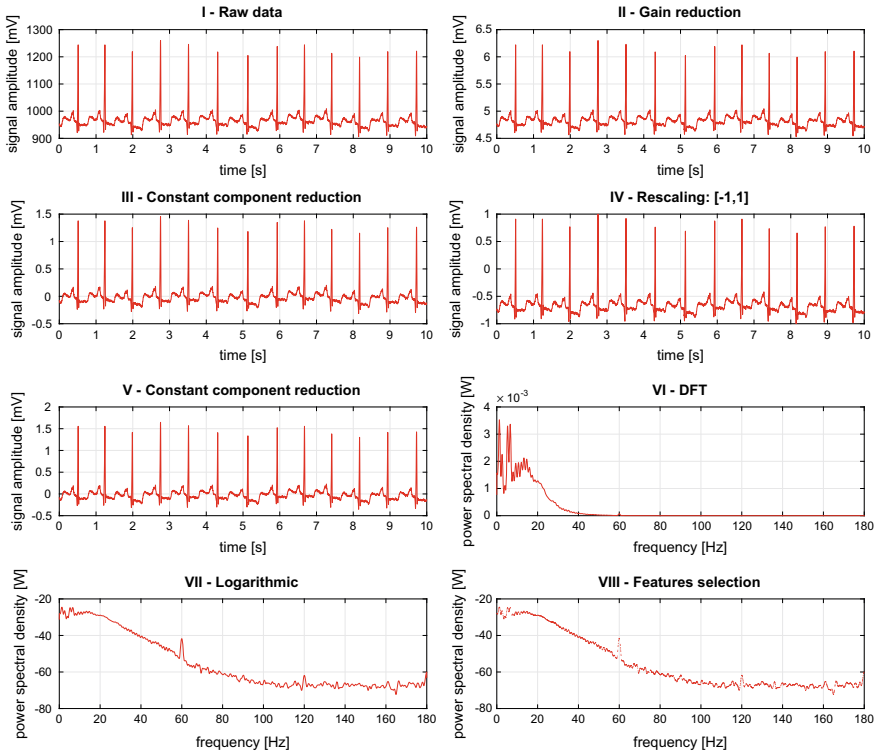 I - Raw data
signal amplitude [mV]
1300
1200
1100
1000
900
0 1 2 3 4 5 6 7 8 9 10
time [s]
II - Gain reduction
signal amplitude [mV]
6.5
6
5.5
5
4.5
0 1 2 3 4 5 6 7 8 9 10
time [s]
III - Constant component reduction
signal amplitude [mV]
1.5
1
0.5
0
-0.5
0 1 2 3 4 5 6 7 8 9 10
time [s]
IV - Rescaling: [-1,1]
signal amplitude [mV]
1
0.5
0
-0.5
-1
0 1 2 3 4 5 6 7 8 9 10
time [s]
V - Constant component reduction
signal amplitude [mV]
2
1.5
1
0.5
0
-0.5
0 1 2 3 4 5 6 7 8 9 10
time [s]
VI - DFT
× 10⁻³
power spectral density [W]
4
3
2
1
0
0 20 40 60 80 100 120 140 160 180
frequency [Hz]
VII - Logarithmic
power spectral density [W]
-20
-40
-60
-80
0 20 40 60 80 100 120 140 160 180
frequency [Hz]
VIII - Features selection
power spectral density [W]
-20
-40
-60
-80
0 20 40 60 80 100 120 140 160 180
frequency [Hz]